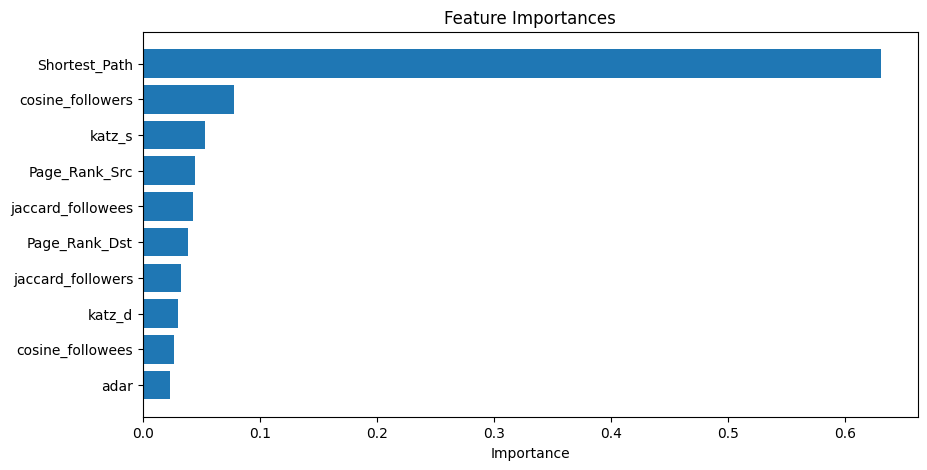 Feature Importances
Shortest_Path
cosine_followers
katz_s
Page_Rank_Src
jaccard_followees
Page_Rank_Dst
jaccard_followers
katz_d
cosine_followees
adar
0.0 0.1 0.2 0.3 0.4 0.5 0.6
Importance